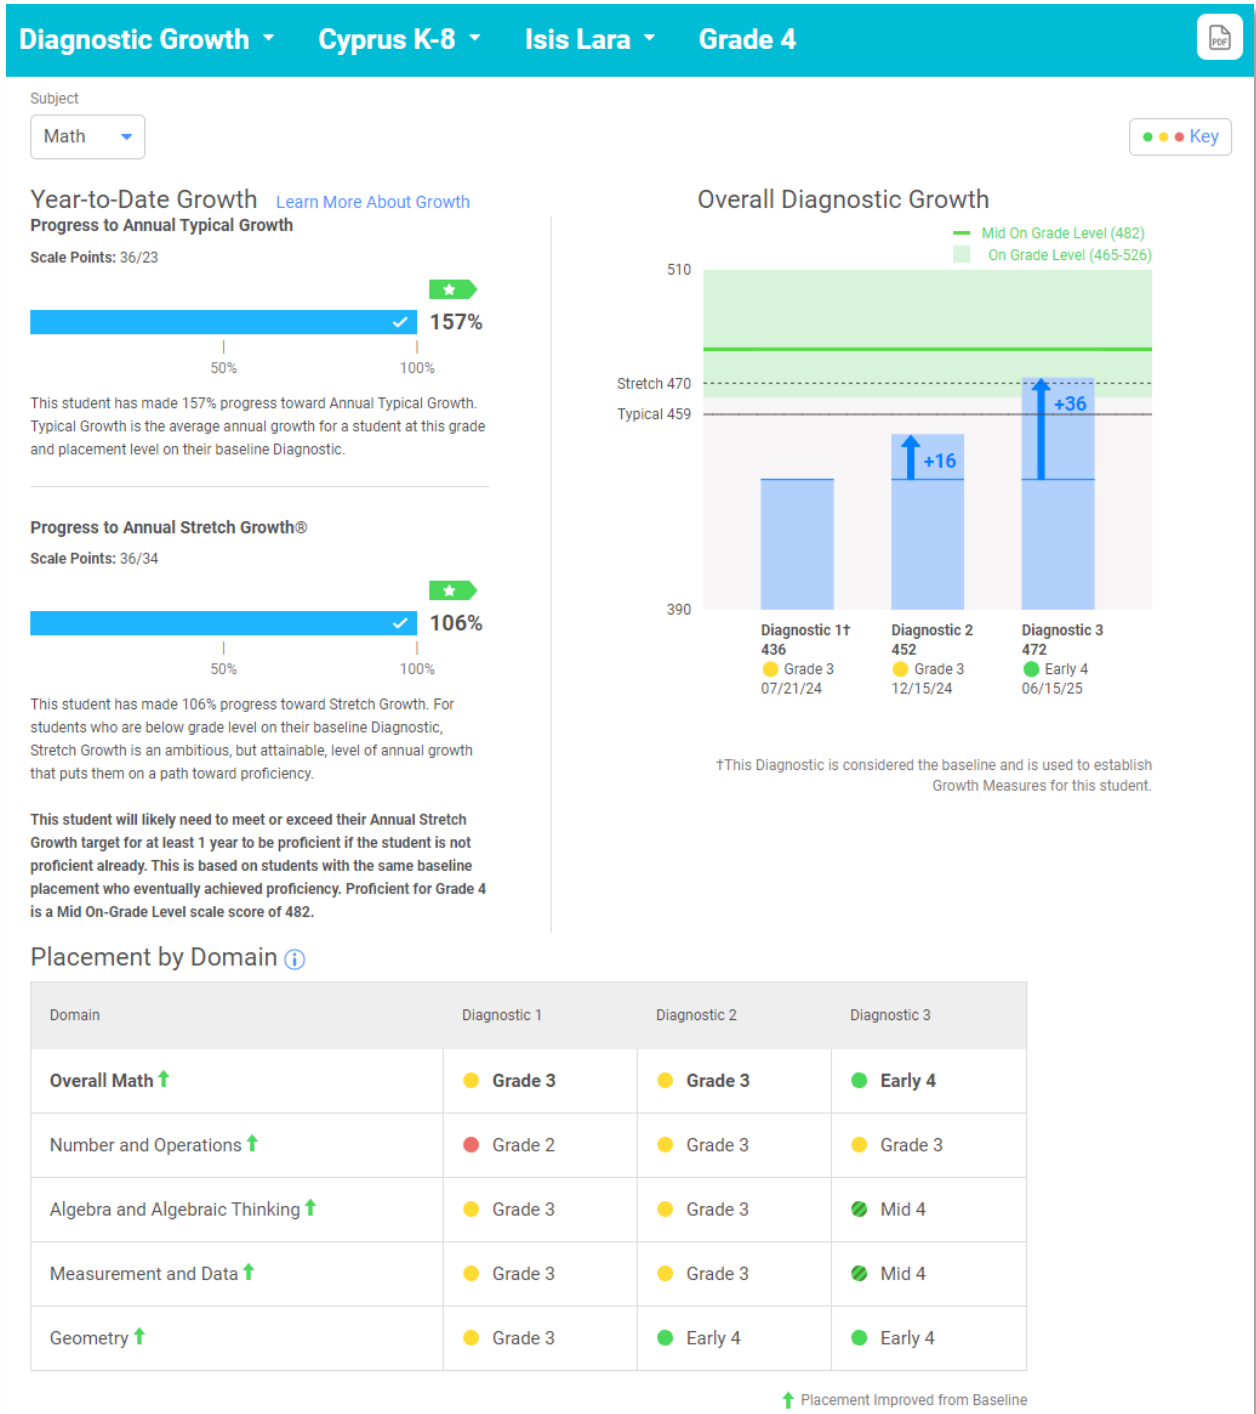 Diagnostic Growth Cyprus K-8 Isis Lara Grade 4
PDF
Subject
Math
Key
Year-to-Date Growth Learn More About Growth
Progress to Annual Typical Growth
Scale Points: 36/23
157%
50% 100%
This student has made 157% progress toward Annual Typical Growth.
Typical Growth is the average annual growth for a student at this grade
and placement level on their baseline Diagnostic.
Progress to Annual Stretch Growth®
Scale Points: 36/34
106%
50% 100%
This student has made 106% progress toward Stretch Growth. For
students who are below grade level on their baseline Diagnostic,
Stretch Growth is an ambitious, but attainable, level of annual growth
that puts them on a path toward proficiency.
This student will likely need to meet or exceed their Annual Stretch
Growth target for at least 1 year to be proficient if the student is not
proficient already. This is based on students with the same baseline
placement who eventually achieved proficiency. Proficient for Grade 4
is a Mid On-Grade Level scale score of 482.
Overall Diagnostic Growth
Mid On Grade Level (482)
On Grade Level (465-526)
510
Stretch 470
+36
Typical 459
+16
390
Diagnostic 1† Diagnostic 2 Diagnostic 3
436 452 472
Grade 3 Grade 3 Early 4
07/21/24 12/15/24 06/15/25
†This Diagnostic is considered the baseline and is used to establish
Growth Measures for this student.
Placement by Domain
Domain Diagnostic 1 Diagnostic 2 Diagnostic 3
Overall Math Grade 3 Grade 3 Early 4
Number and Operations Grade 2 Grade 3 Grade 3
Algebra and Algebraic Thinking Grade 3 Grade 3 Mid 4
Measurement and Data Grade 3 Grade 3 Mid 4
Geometry Grade 3 Early 4 Early 4
Placement Improved from Baseline